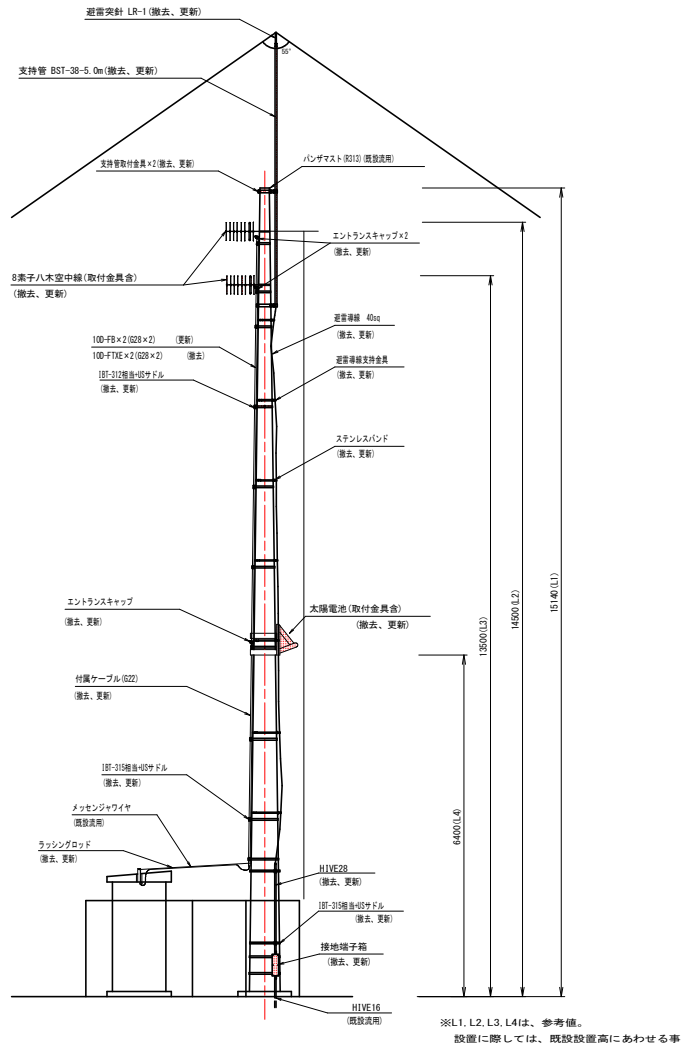 避雷突針 LR-1(撤去、更新)
55°
支持管 BST-38-5.0m(撤去、更新)
支持管取付金具×2(撤去、更新)
パンザマスト(R313)(既設流用)
エントランスキャップ×2
(撤去、更新)
8素子八木空中線(取付金具含)
(撤去、更新)
避雷導線 40sq
(撤去、更新)
10D-FB×2(G28×2) (更新)
10D-FTXE×2(G28×2) (撤去)
避雷導線支持金具
(撤去、更新)
IBT-312相当+USサドル
(撤去、更新)
ステンレスバンド
(撤去、更新)
エントランスキャップ
(撤去、更新)
太陽電池(取付金具含)
(撤去、更新)
付属ケーブル(G22)
(撤去、更新)
IBT-315相当+USサドル
(撤去、更新)
メッセンジャワイヤ
(既設流用)
ラッシングロッド
(撤去、更新)
HIVE28
(撤去、更新)
IBT-315相当+USサドル
(撤去、更新)
接地端子箱
(撤去、更新)
HIVE16
(既設流用)
6400(L4)
13500(L3)
14500(L2)
15140(L1)
※L1, L2, L3, L4は、参考値。
設置に際しては、既設設置高にあわせる事